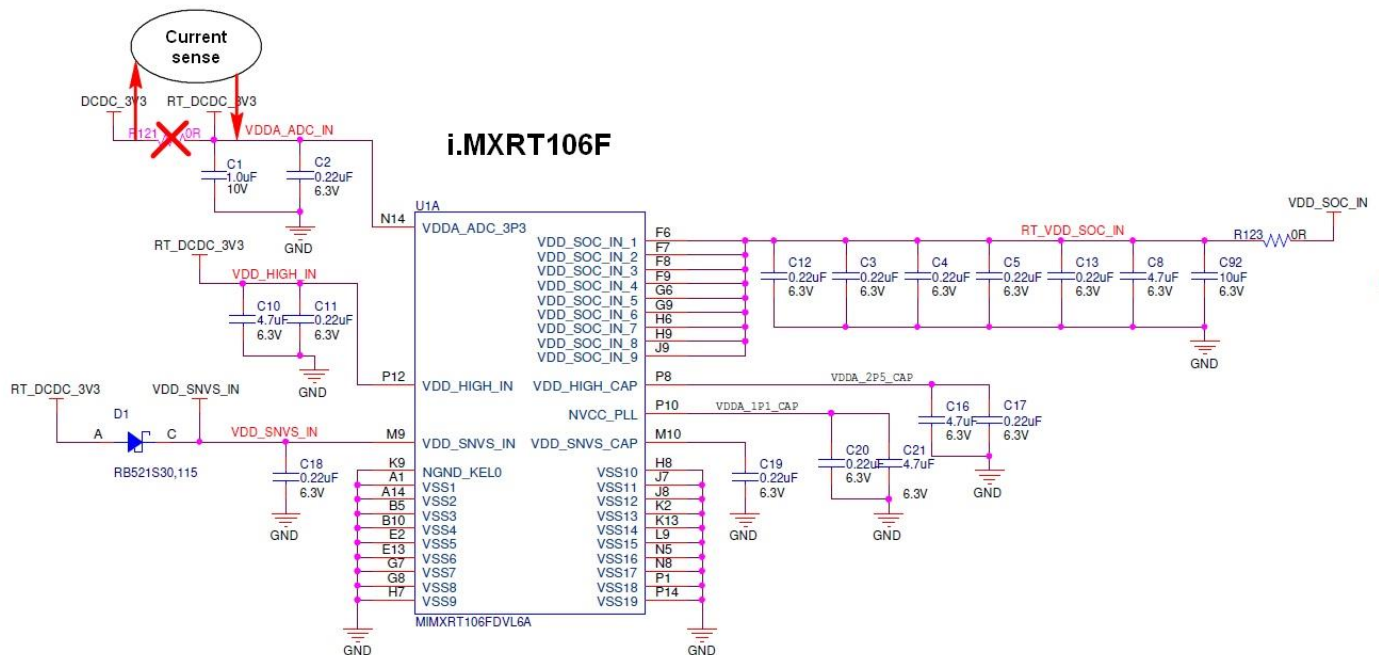 Current
sense
DCDC_3V3
RT_DCDC_3V3
R121
0R
VDDA_ADC_IN
C1
1.0uF
10V
C2
0.22uF
6.3V
GND
i.MXRT106F
U1A
N14
VDDA_ADC_3P3
RT_DCDC_3V3
VDD_HIGH_IN
C10
4.7uF
6.3V
C11
0.22uF
6.3V
GND
P12
VDD_HIGH_IN
RT_DCDC_3V3
VDD_SNVS_IN
D1
A
C
RB521S30,115
VDD_SNVS_IN
C18
0.22uF
6.3V
GND
M9
VDD_SNVS_IN
K9
NGND_KEL0
A1
VSS1
A14
VSS2
B5
VSS3
B10
VSS4
E2
VSS5
E13
VSS6
G7
VSS7
G8
VSS8
H7
VSS9
GND
MIMXRT106FDVL6A
VDD_SOC_IN_1
F6
VDD_SOC_IN_2
F7
VDD_SOC_IN_3
F8
VDD_SOC_IN_4
F9
VDD_SOC_IN_5
G6
VDD_SOC_IN_6
G9
VDD_SOC_IN_7
H6
VDD_SOC_IN_8
H9
VDD_SOC_IN_9
J9
RT_VDD_SOC_IN
R123
0R
VDD_SOC_IN
C12
0.22uF
6.3V
C3
0.22uF
6.3V
C4
0.22uF
6.3V
C5
0.22uF
6.3V
C13
0.22uF
6.3V
C8
4.7uF
6.3V
C92
10uF
6.3V
GND
VDD_HIGH_CAP
P8
VDDA_2P5_CAP
C16
4.7uF
6.3V
C17
0.22uF
6.3V
GND
NVCC_PLL
P10
VDDA_1P1_CAP
C20
0.22uF
6.3V
C21
4.7uF
6.3V
GND
VDD_SNVS_CAP
M10
C19
0.22uF
6.3V
GND
VSS10
H8
VSS11
J7
VSS12
J8
VSS13
K2
VSS14
K13
VSS15
L9
VSS16
N5
VSS17
N8
VSS18
P1
VSS19
P14
GND